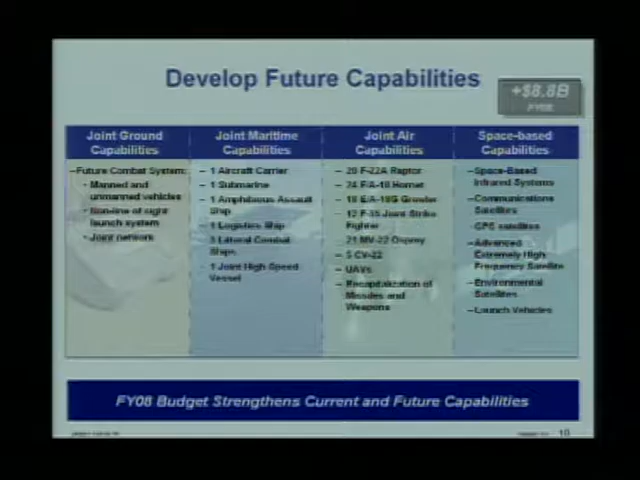 Develop Future Capabilities
+$8.8B
FY08
Joint Ground
Capabilities
–Future Combat System:
• Manned and
unmanned vehicles
• Non-line of sight
launch system
• Joint network
Joint Maritime
Capabilities
– 1 Aircraft Carrier
– 1 Submarine
– 1 Amphibious Assault
Ship
– 1 Logistics Ship
– 3 Littoral Combat
Ships
– 1 Joint High Speed
Vessel
Joint Air
Capabilities
– 20 F-22A Raptor
– 24 F/A-18 Hornet
– 18 E/A-18G Growler
– 12 F-35 Joint Strike
Fighter
– 21 MV-22 Osprey
– 5 CV-22
– UAVs
– Recapitalization of
Missiles and
Weapons
Space-based
Capabilities
–Space-Based
Infrared Systems
–Communications
Satellites
–GPS satellites
–Advanced
Extremely High
Frequency Satellite
–Environmental
Satellites
–Launch Vehicles
FY08 Budget Strengthens Current and Future Capabilities
10